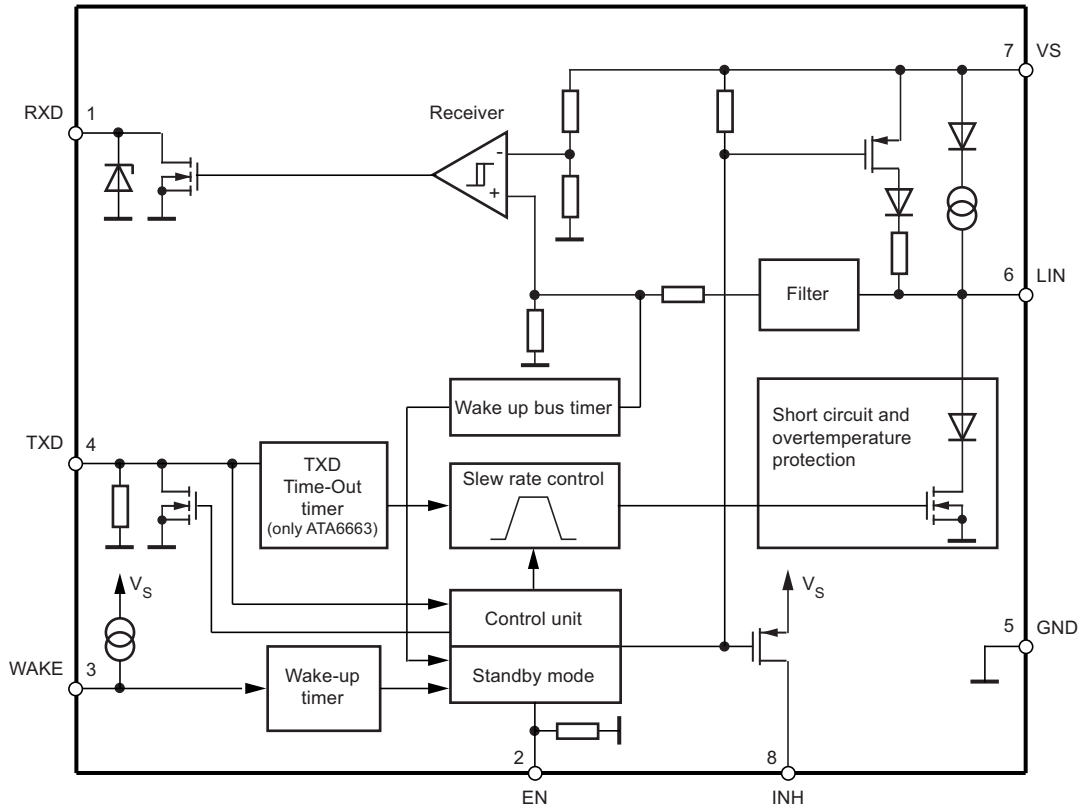 7 VS
RXD 1
Receiver
-
+
6 LIN
Filter
Wake up bus timer
Short circuit and
overtemperature
protection
TXD 4
TXD
Time-Out
timer
(only ATA6663)
Slew rate control
VS
VS
Control unit
5 GND
WAKE 3
Wake-up
timer
Standby mode
2
EN
8
INH